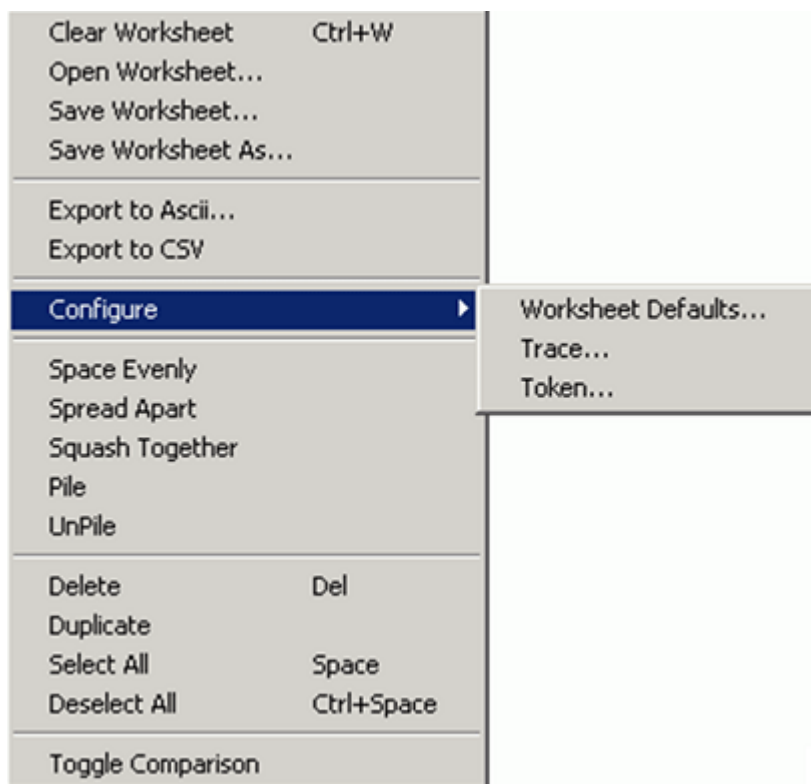 Clear Worksheet Ctrl+W
Open Worksheet...
Save Worksheet...
Save Worksheet As...
Export to Ascii...
Export to CSV
Configure
Worksheet Defaults...
Trace...
Token...
Space Evenly
Spread Apart
Squash Together
Pile
UnPile
Delete Del
Duplicate
Select All Space
Deselect All Ctrl+Space
Toggle Comparison